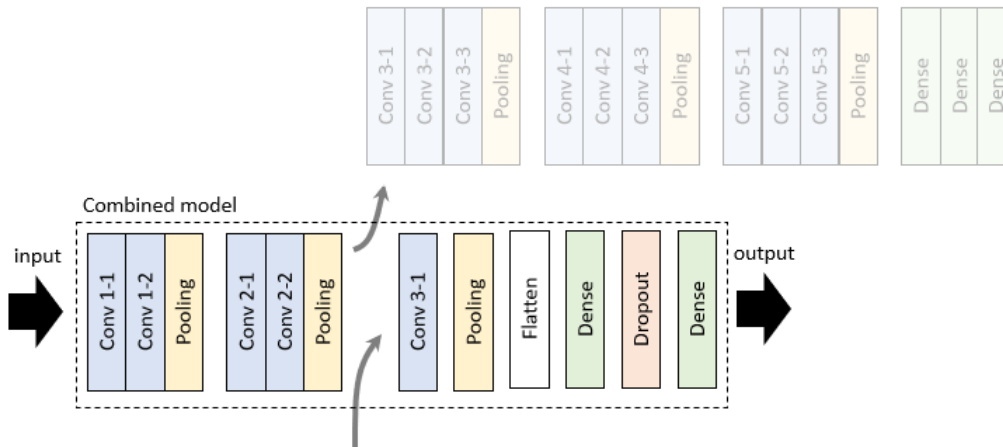 Conv 3-1
Conv 3-2
Conv 3-3
Pooling
Conv 4-1
Conv 4-2
Conv 4-3
Pooling
Conv 5-1
Conv 5-2
Conv 5-3
Pooling
Dense
Dense
Dense
Combined model
input
Conv 1-1
Conv 1-2
Pooling
Conv 2-1
Conv 2-2
Pooling
Conv 3-1
Pooling
Flatten
Dense
Dropout
Dense
output